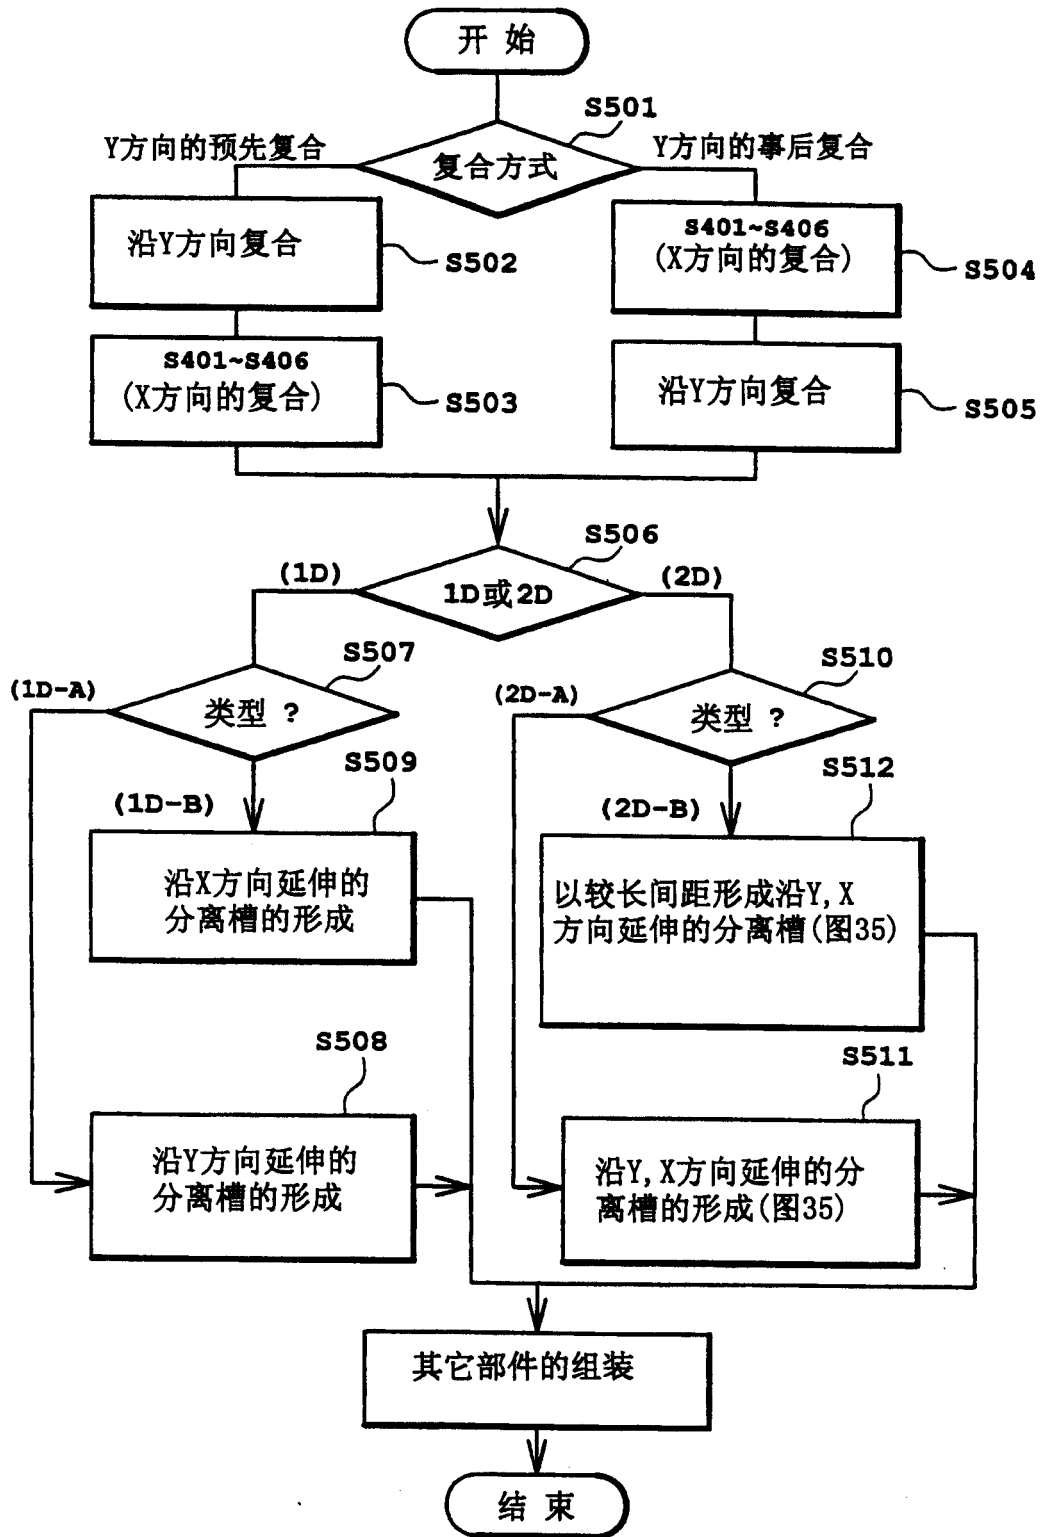 开 始
S501
Y方向的预先复合
复合方式
Y方向的事后复合
沿Y方向复合
S502
S401~S406
(X方向的复合)
S504
S401~S406
(X方向的复合)
S503
沿Y方向复合
S505
S506
(1D)
1D或2D
(2D)
S507
(1D-A)
类型 ?
S510
(2D-A)
类型 ?
S509
(1D-B)
沿X方向延伸的
分离槽的形成
S512
(2D-B)
以较长间距形成沿Y,X
方向延伸的分离槽(图35)
S508
沿Y方向延伸的
分离槽的形成
S511
沿Y,X方向延伸的分
离槽的形成(图35)
其它部件的组装
结 束